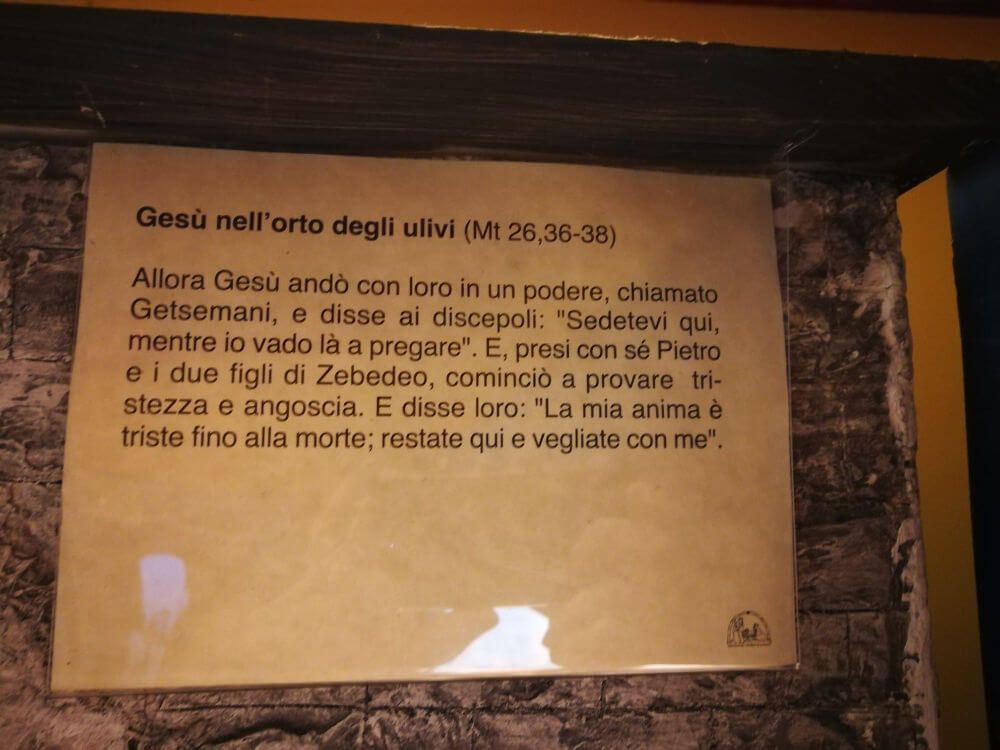 Gesù nell'orto degli ulivi (Mt 26,36-38)
Allora Gesù andò con loro in un podere, chiamato
Getsemani, e disse ai discepoli: "Sedetevi qui,
mentre io vado là a pregare". E, presi con sé Pietro
e i due figli di Zebedeo, cominciò a provare tri-
stezza e angoscia. E disse loro: "La mia anima è
triste fino alla morte; restate qui e vegliate con me".